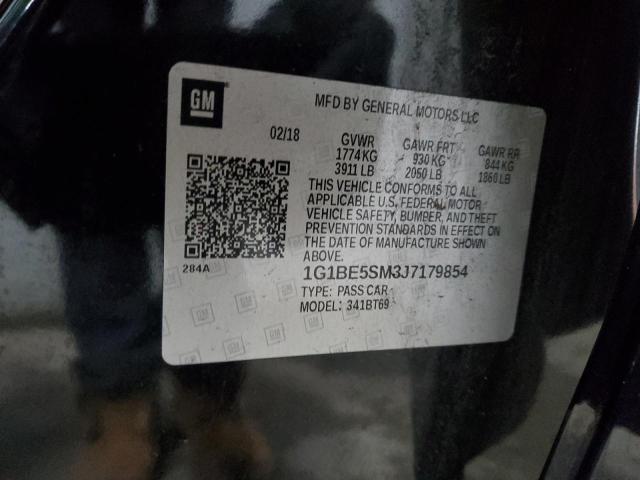 GM
MFD BY GENERAL MOTORS LLC
02/18 GVWR GAWR FRT GAWR RR
1774 KG 930 KG 844 KG
3911 LB 2050 LB 1860 LB
THIS VEHICLE CONFORMS TO ALL
APPLICABLE U.S. FEDERAL MOTOR
VEHICLE SAFETY, BUMPER, AND THEFT
PREVENTION STANDARDS IN EFFECT ON
THE DATE OF MANUFACTURE SHOWN
ABOVE.
284A
1G1BE5SM3J7179854
TYPE: PASS CAR
MODEL: 341BT69